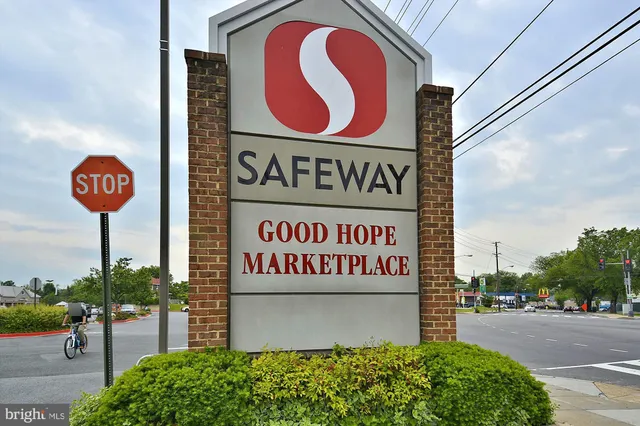 SAFEWAY
GOOD HOPE
MARKETPLACE
STOP
bright MLS